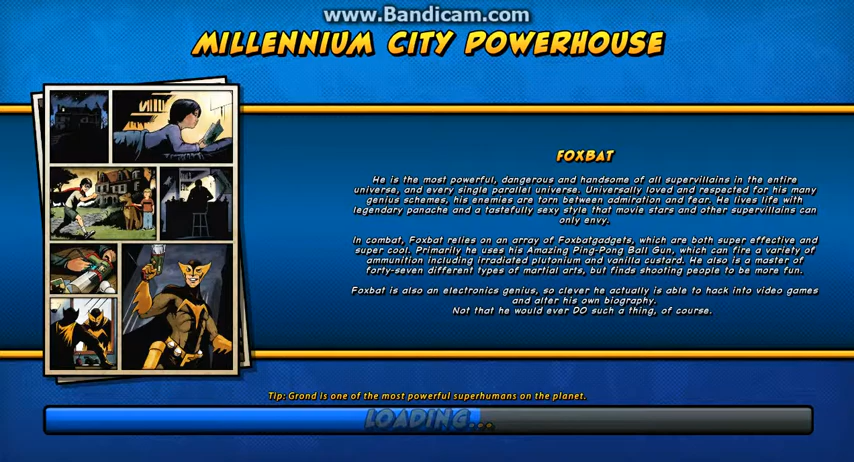 www.Bandicam.com
MILLENNIUM CITY POWERHOUSE
FOXBAT
He is the most powerful, dangerous and handsome of all supervillains in the entire
universe, and every single parallel universe. Universally loved and respected for his many
genius schemes, his enemies are torn between admiration and fear. He lives life with
legendary panache and a tastefully sexy style that movie stars and other supervillains can
only envy.
In combat, Foxbat relies on an array of Foxbatgadgets, which are both super effective and
super cool. Primarily he uses his Amazing Ping-Pong Ball Gun, which can fire a variety of
ammunition including irradiated plutonium and vanilla custard. He also is a master of
forty-seven different types of martial arts, but finds shooting people to be more fun.
Foxbat is also an electronics genius, so clever he actually is able to hack into video games
and alter his own biography.
Not that he would ever DO such a thing, of course.
Tip: Grond is one of the most powerful superhumans on the planet.
LOADING...